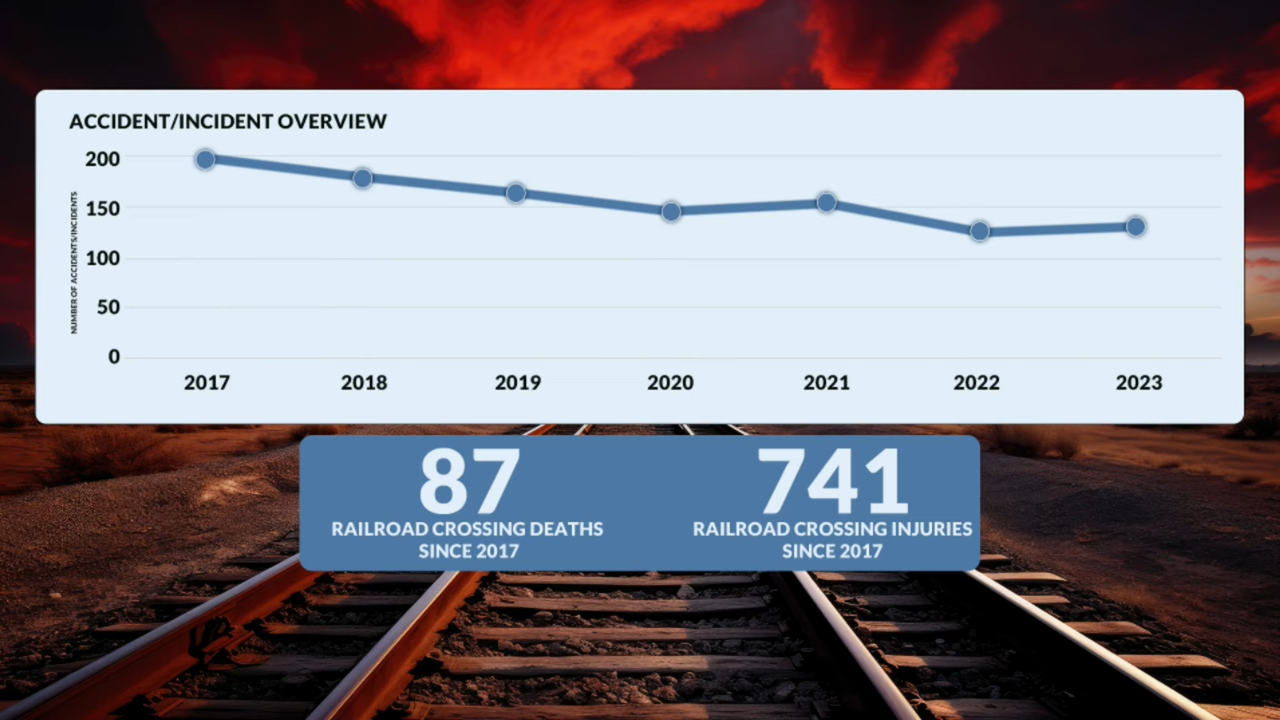 ACCIDENT/INCIDENT OVERVIEW
200
150
100
50
0
NUMBER OF ACCIDENTS/INCIDENTS
2017 2018 2019 2020 2021 2022 2023
87
RAILROAD CROSSING DEATHS
SINCE 2017
741
RAILROAD CROSSING INJURIES
SINCE 2017